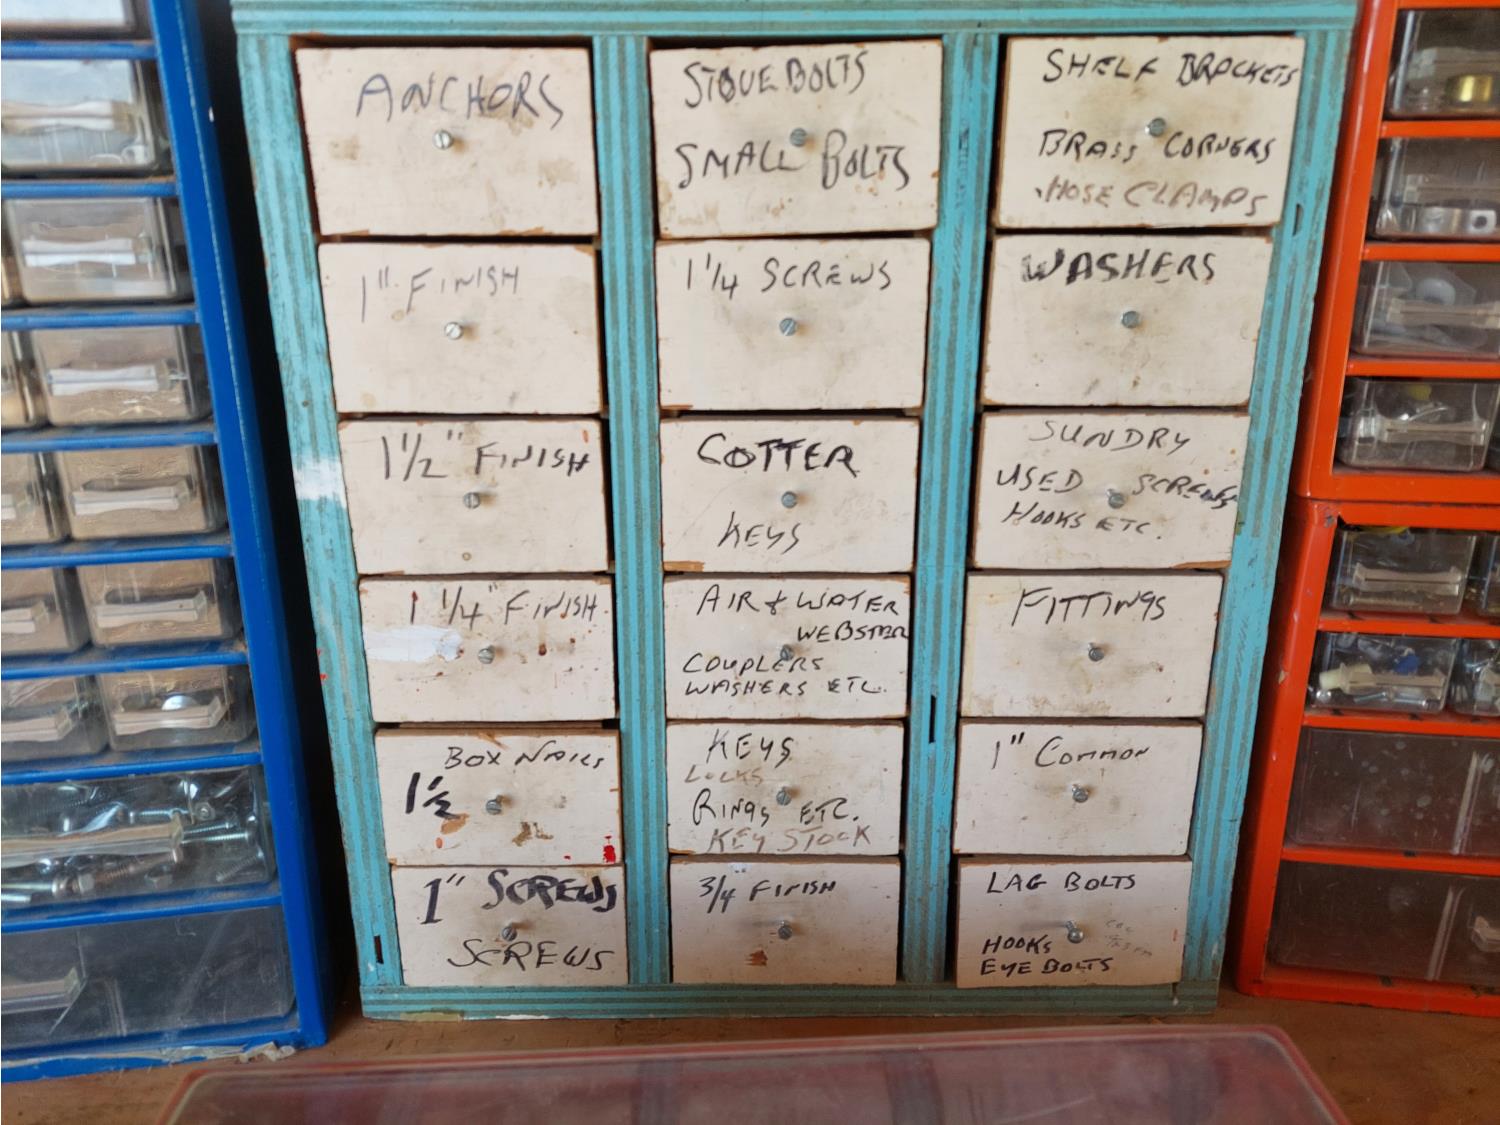 ANCHORS
STOVE BOLTS
SMALL BOLTS
SHELF BRACKETS
BRASS CORNERS
HOSE CLAMPS
1" FINISH
1 1/4 SCREWS
WASHERS
1 1/2" FINISH
COTTER
KEYS
SUNDRY
USED SCREWS
HOOKS ETC.
1 1/4" FINISH
AIR & WATER
WEBSTER
COUPLERS
WASHERS ETC.
FITTINGS
BOX NAILS
1 1/2
KEYS
LOCKS
RINGS ETC.
KEY STOCK
1" COMMON
1" SCREWS
SCREWS
3/4 FINISH
LAG BOLTS
HOOKS
EYE BOLTS